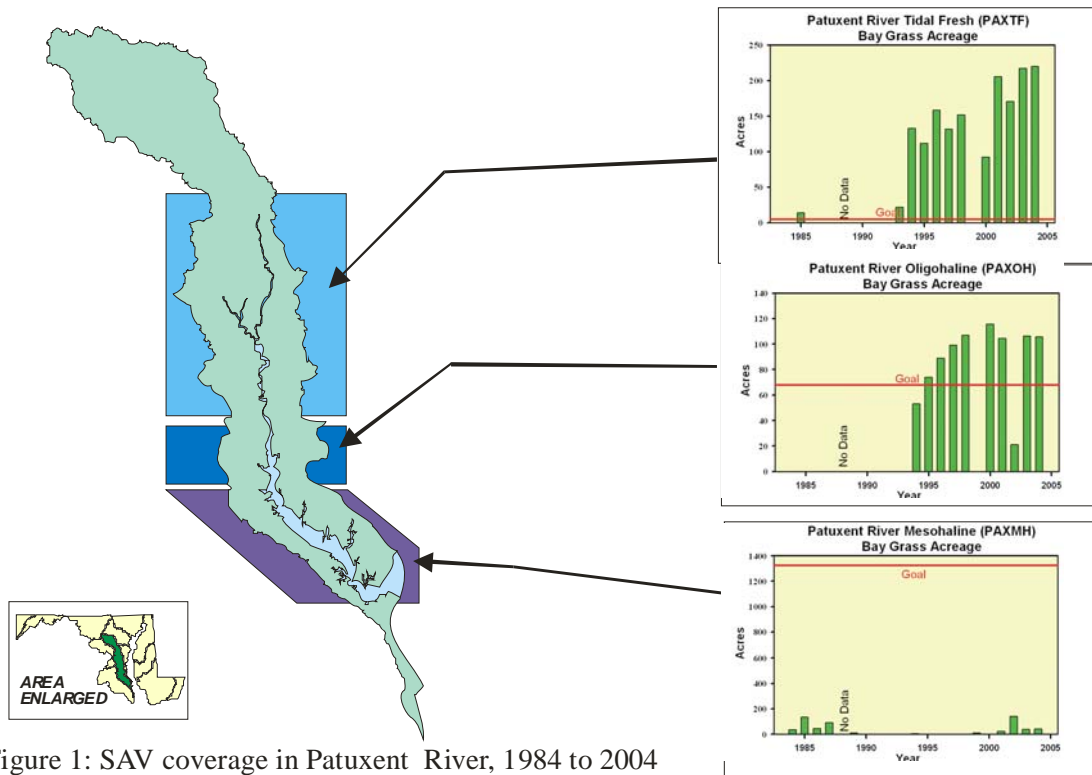 Patuxent River Tidal Fresh (PAXTF)
Bay Grass Acreage
250
200
150
100
50
0
Acres
No Data
Goal
1985 1990 1995 2000 2005
Year
Patuxent River Oligohaline (PAXOH)
Bay Grass Acreage
140
120
100
80
60
40
20
0
Acres
Goal
No Data
1985 1990 1995 2000 2005
Year
Patuxent River Mesohaline (PAXMH)
Bay Grass Acreage
1400
1200
1000
800
600
400
200
0
Acres
Goal
No Data
1985 1990 1995 2000 2005
AREA
ENLARGED
igure 1: SAV coverage in Patuxent River, 1984 to 2004